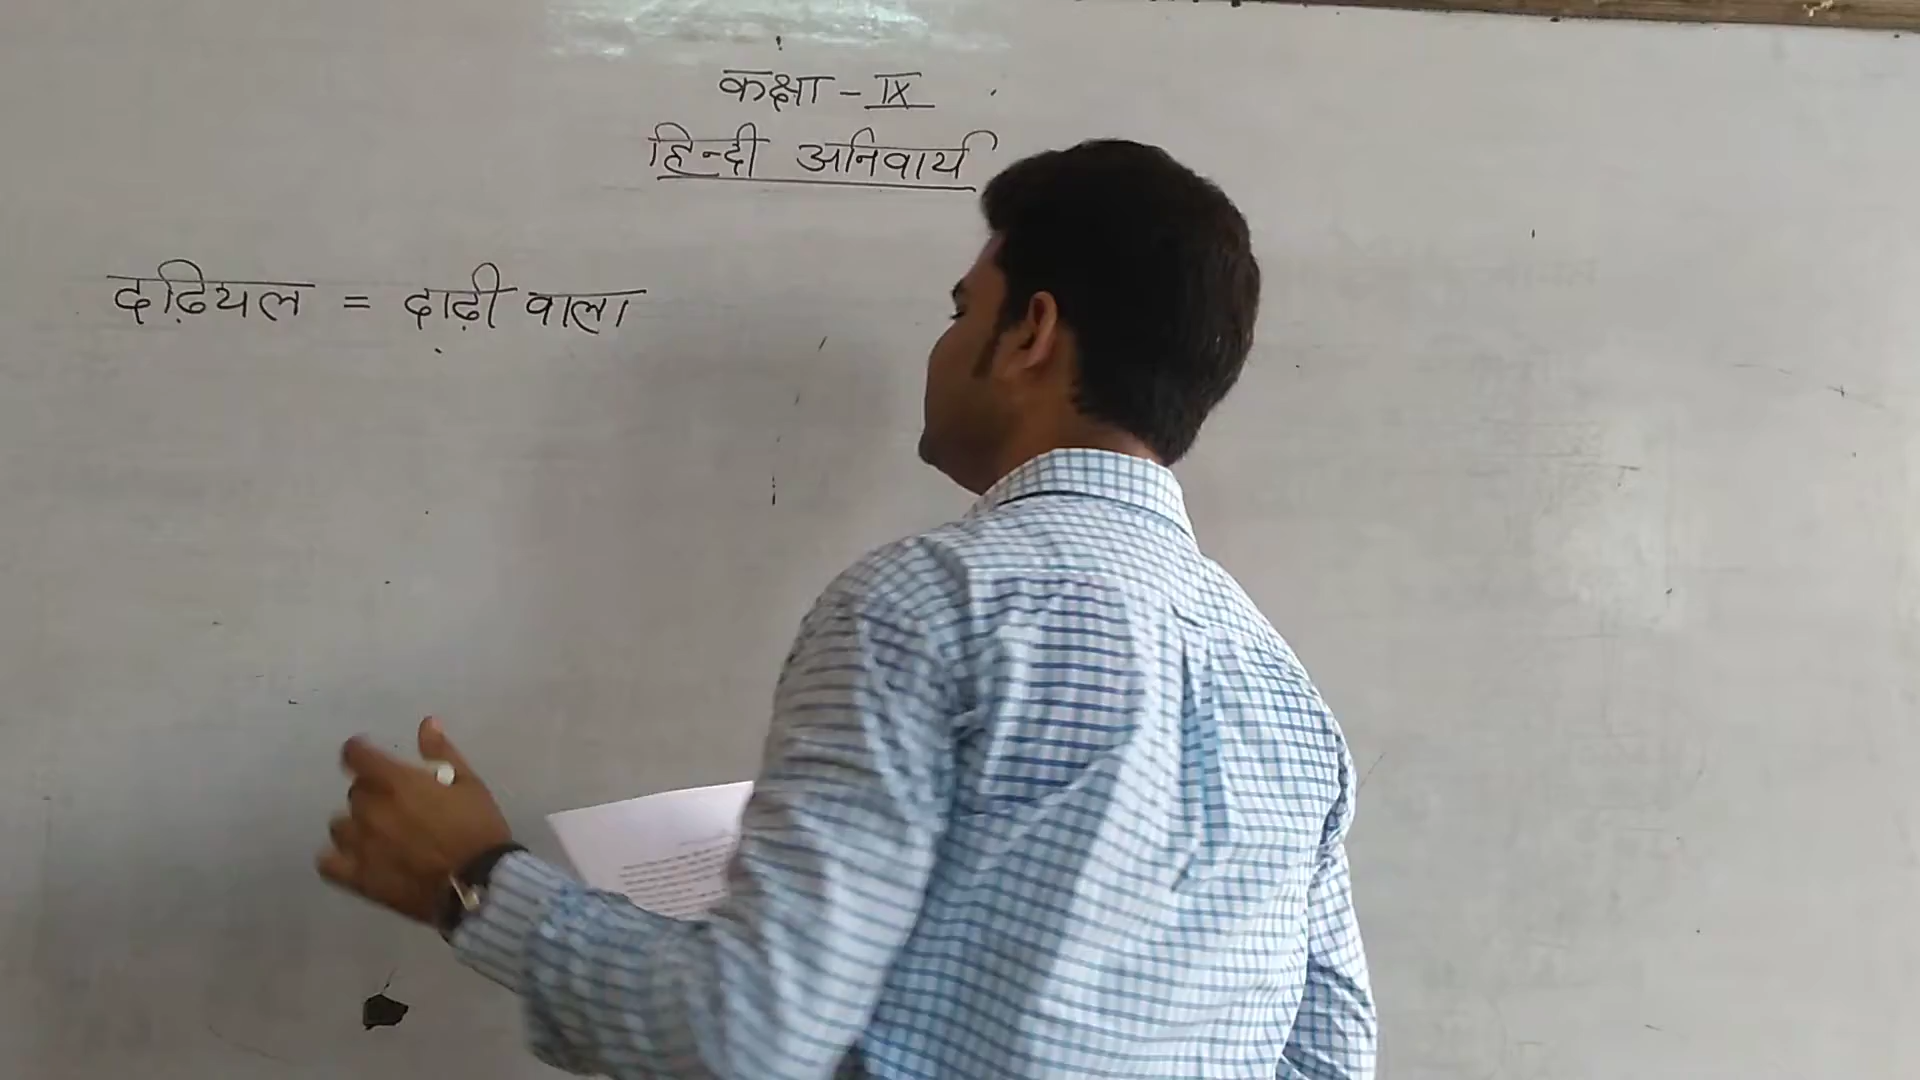 कक्षा - IX
हिन्दी अनिवार्य
दढ़ियल = दाढ़ी वाला